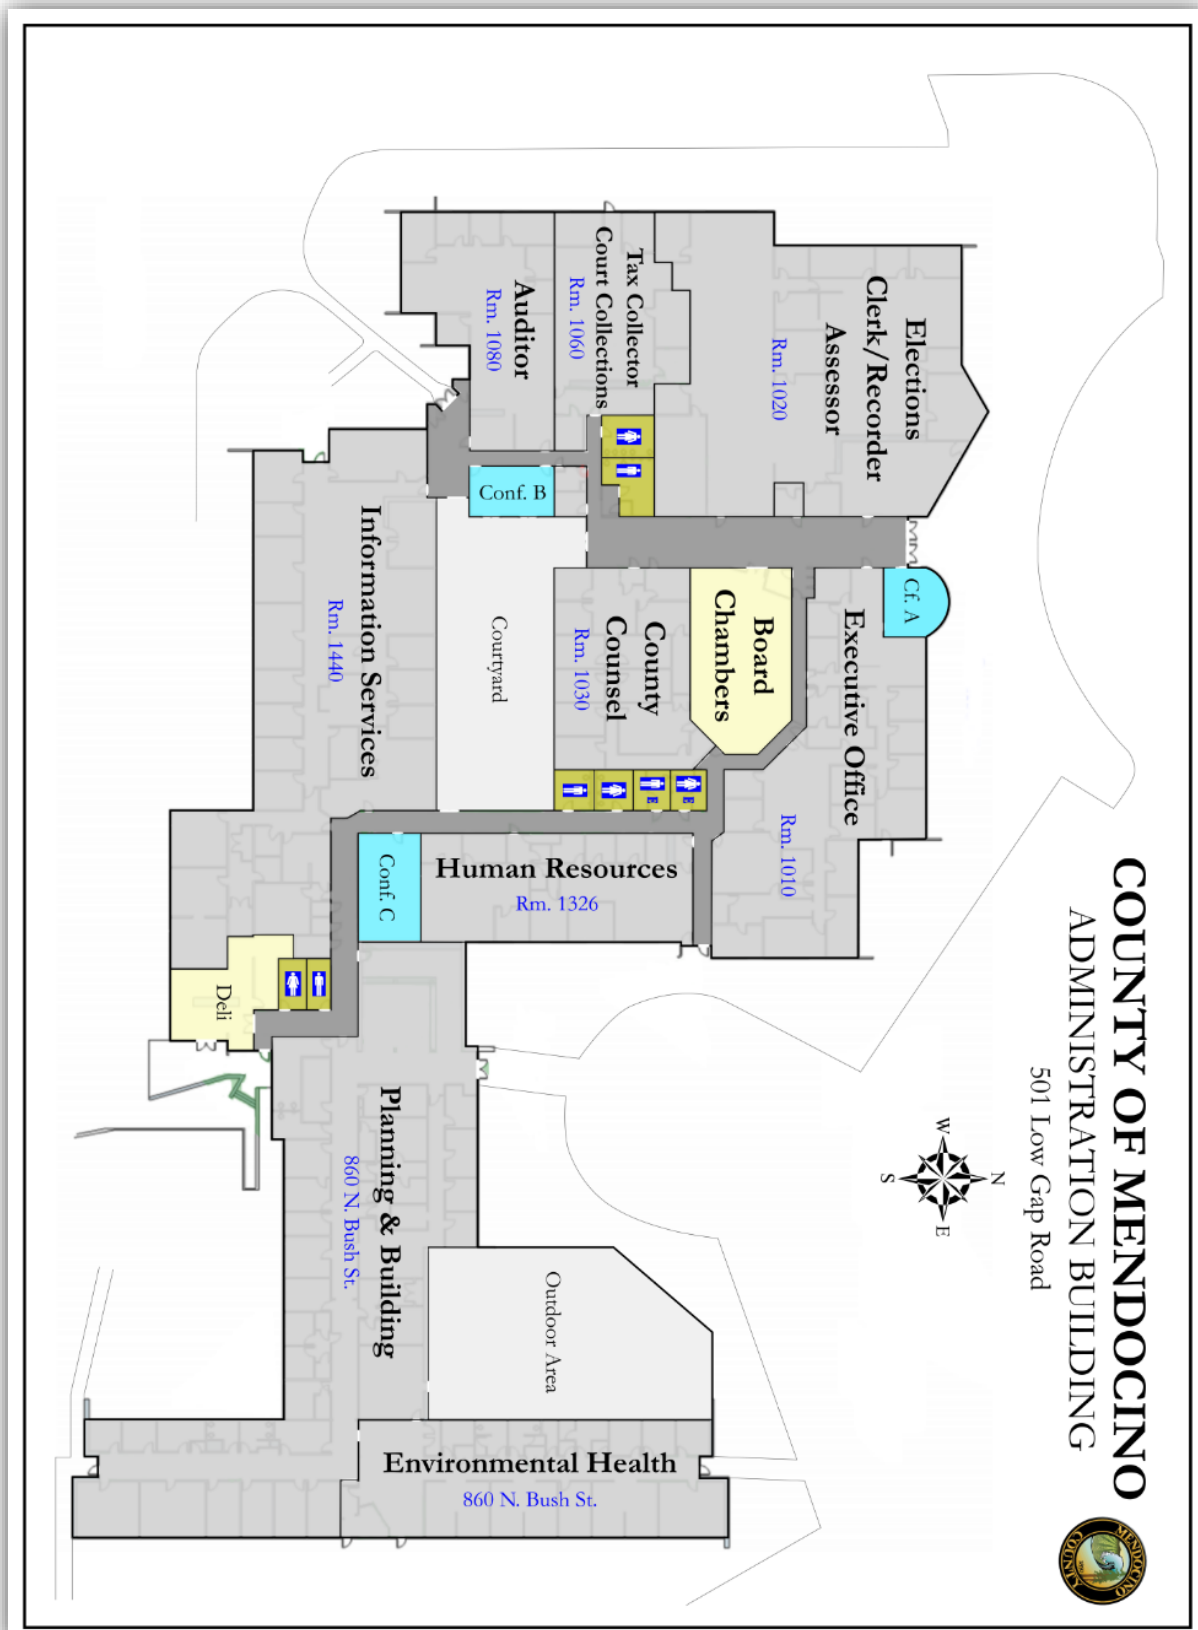 COUNTY OF MENDOCINO
ADMINISTRATION BUILDING
501 Low Gap Road
Elections
Clerk/Recorder
Assessor
Rm. 1020
Tax Collector
Court Collections
Rm. 1060
Auditor
Rm. 1080
Conf. B
Cf. A
Executive Office
Rm. 1010
Board
Chambers
County
Counsel
Rm. 1030
E
E
Courtyard
Information Services
Rm. 1440
Human Resources
Rm. 1326
Conf. C
Deli
Planning & Building
860 N. Bush St.
Outdoor Area
Environmental Health
860 N. Bush St.
N
W
E
S
MENDOCINO
COUNTY